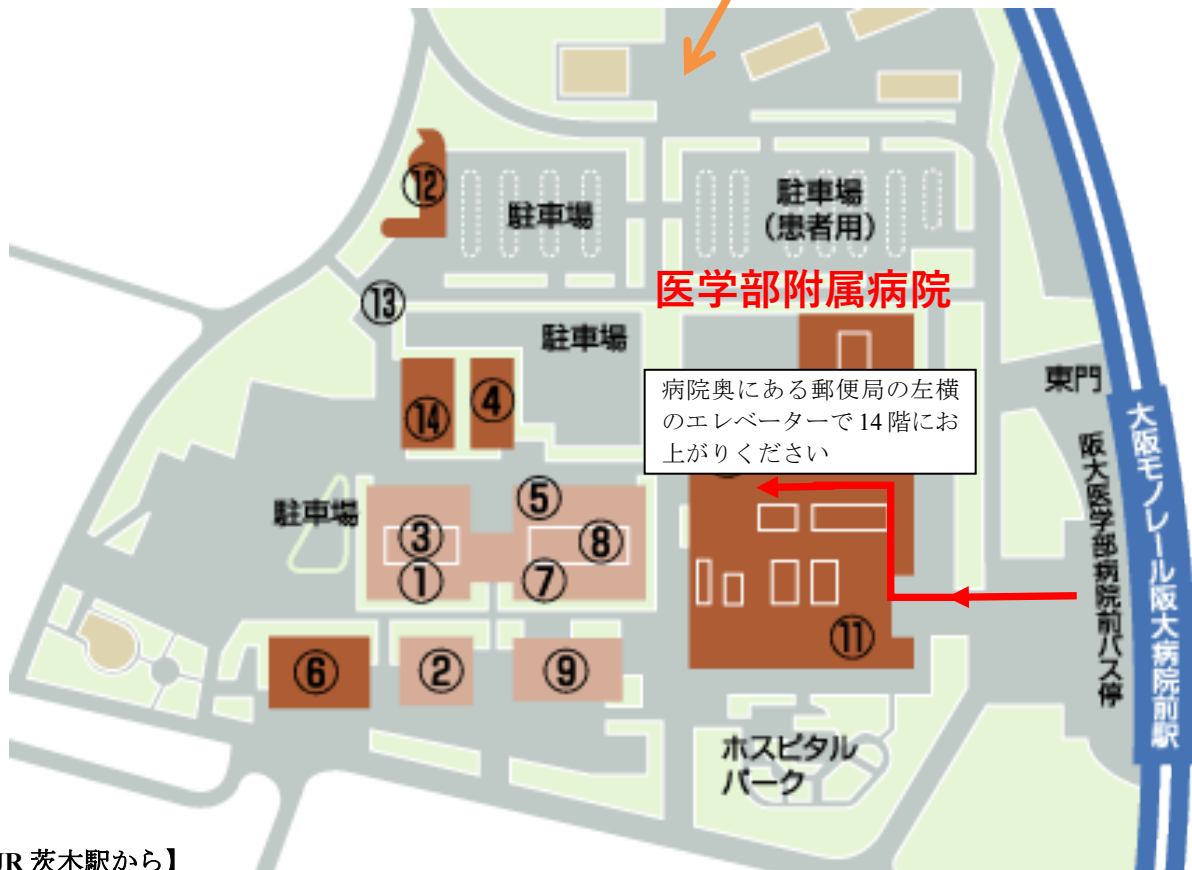 ⑫
駐車場
駐車場
（患者用）
⑬
医学部附属病院
駐車場
東門
⑭
④
病院奥にある郵便局の左横
のエレベーターで 14 階にお
上がりください
大阪モノレール阪大病院前駅
阪大医学部病院前バス停
駐車場
⑤
③
⑧
①
⑦
⑪
⑥
②
⑨
ホスピタル
パーク
JR 茨木駅から】